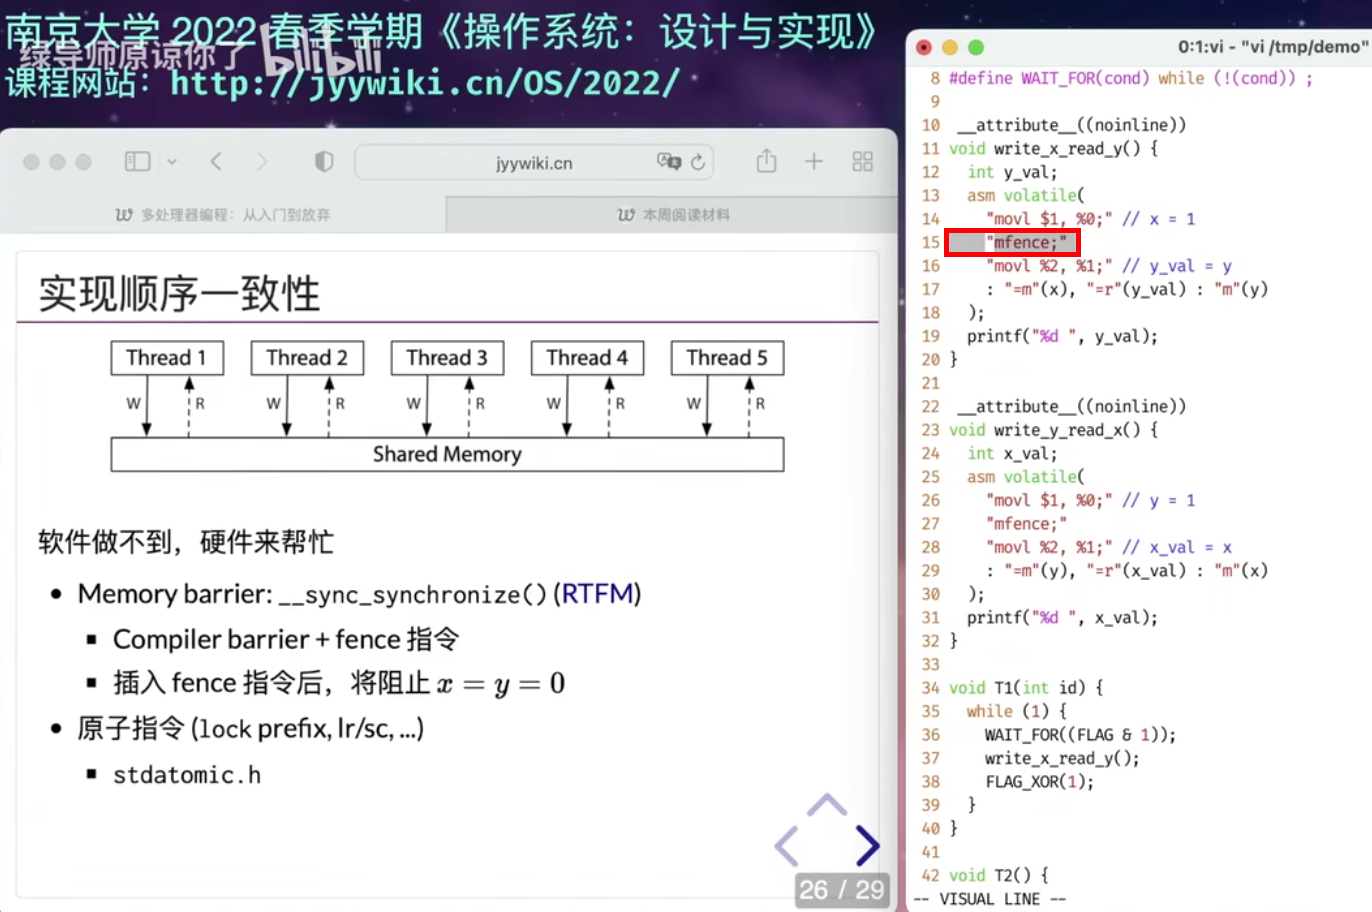 南京大学 2022 春季学期《操作系统：设计与实现》
绿导师原谅你了 bilibili
课程网站：http://jyywiki.cn/OS/2022/
jyywiki.cn
多处理器编程：从入门到放弃
本周阅读材料
实现顺序一致性
Thread 1 Thread 2 Thread 3 Thread 4 Thread 5
W R W R W R W R W R
Shared Memory
软件做不到，硬件来帮忙
• Memory barrier: __sync_synchronize() (RTFM)
▪ Compiler barrier + fence 指令
▪ 插入 fence 指令后，将阻止 x = y = 0
• 原子指令 (lock prefix, lr/sc, ...)
▪ stdatomic.h
26 / 29
0:1:vi - "vi /tmp/demo"
8 #define WAIT_FOR(cond) while (!(cond)) ;
9
10 __attribute__((noinline))
11 void write_x_read_y() {
12 int y_val;
13 asm volatile(
14 "movl $1, %0;" // x = 1
15 "mfence;"
16 "movl %2, %1;" // y_val = y
17 : "=m"(x), "=r"(y_val) : "m"(y)
18 );
19 printf("%d ", y_val);
20 }
21
22 __attribute__((noinline))
23 void write_y_read_x() {
24 int x_val;
25 asm volatile(
26 "movl $1, %0;" // y = 1
27 "mfence;"
28 "movl %2, %1;" // x_val = x
29 : "=m"(y), "=r"(x_val) : "m"(x)
30 );
31 printf("%d ", x_val);
32 }
33
34 void T1(int id) {
35 while (1) {
36 WAIT_FOR((FLAG & 1));
37 write_x_read_y();
38 FLAG_XOR(1);
39 }
40 }
41
42 void T2() {
-- VISUAL LINE --